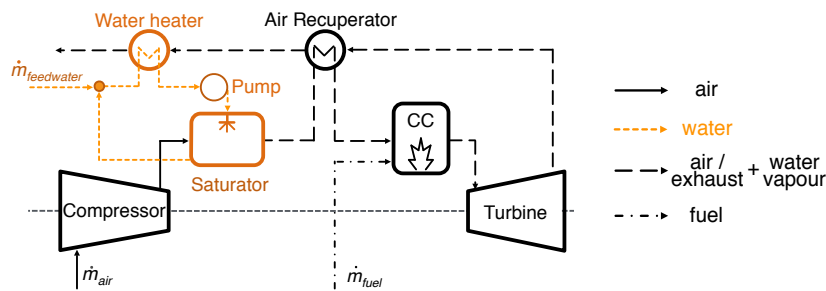 Water heater
Air Recuperator
ṁfeedwater
Pump
CC
air
water
air / exhaust + water vapour
fuel
Saturator
Compressor
Turbine
ṁair
ṁfuel